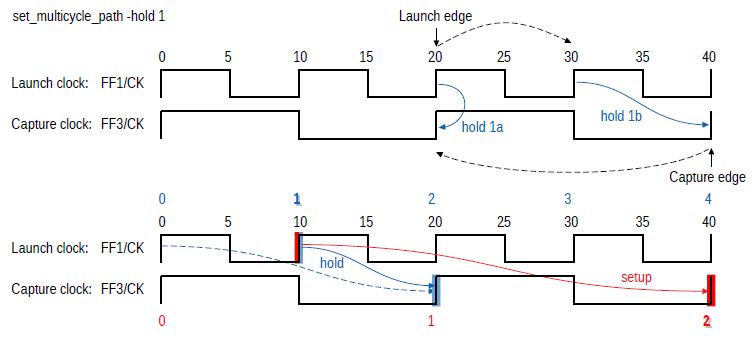 set_multicycle_path -hold 1
Launch edge
0 5 10 15 20 25 30 35 40
Launch clock: FF1/CK
Capture clock: FF3/CK
hold 1a
hold 1b
Capture edge
0 1 2 3 4
0 5 10 15 20 25 30 35 40
Launch clock: FF1/CK
hold
setup
Capture clock: FF3/CK
0 1 2